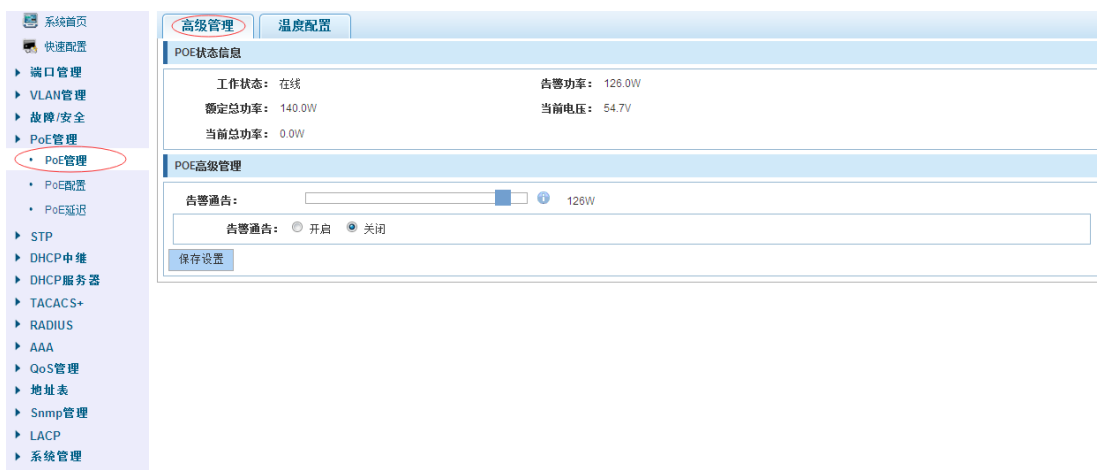 系统首页
快速配置
端口管理
VLAN管理
故障/安全
PoE管理
PoE管理
PoE配置
PoE延迟
STP
DHCP中继
DHCP服务器
TACACS+
RADIUS
AAA
QoS管理
地址表
Snmp管理
LACP
系统管理
高级管理 温度配置
POE状态信息
工作状态： 在线 告警功率： 126.0W
额定总功率： 140.0W 当前电压： 54.7V
当前总功率： 0.0W
POE高级管理
告警通告： 126W
告警通告： 开启 关闭
保存设置